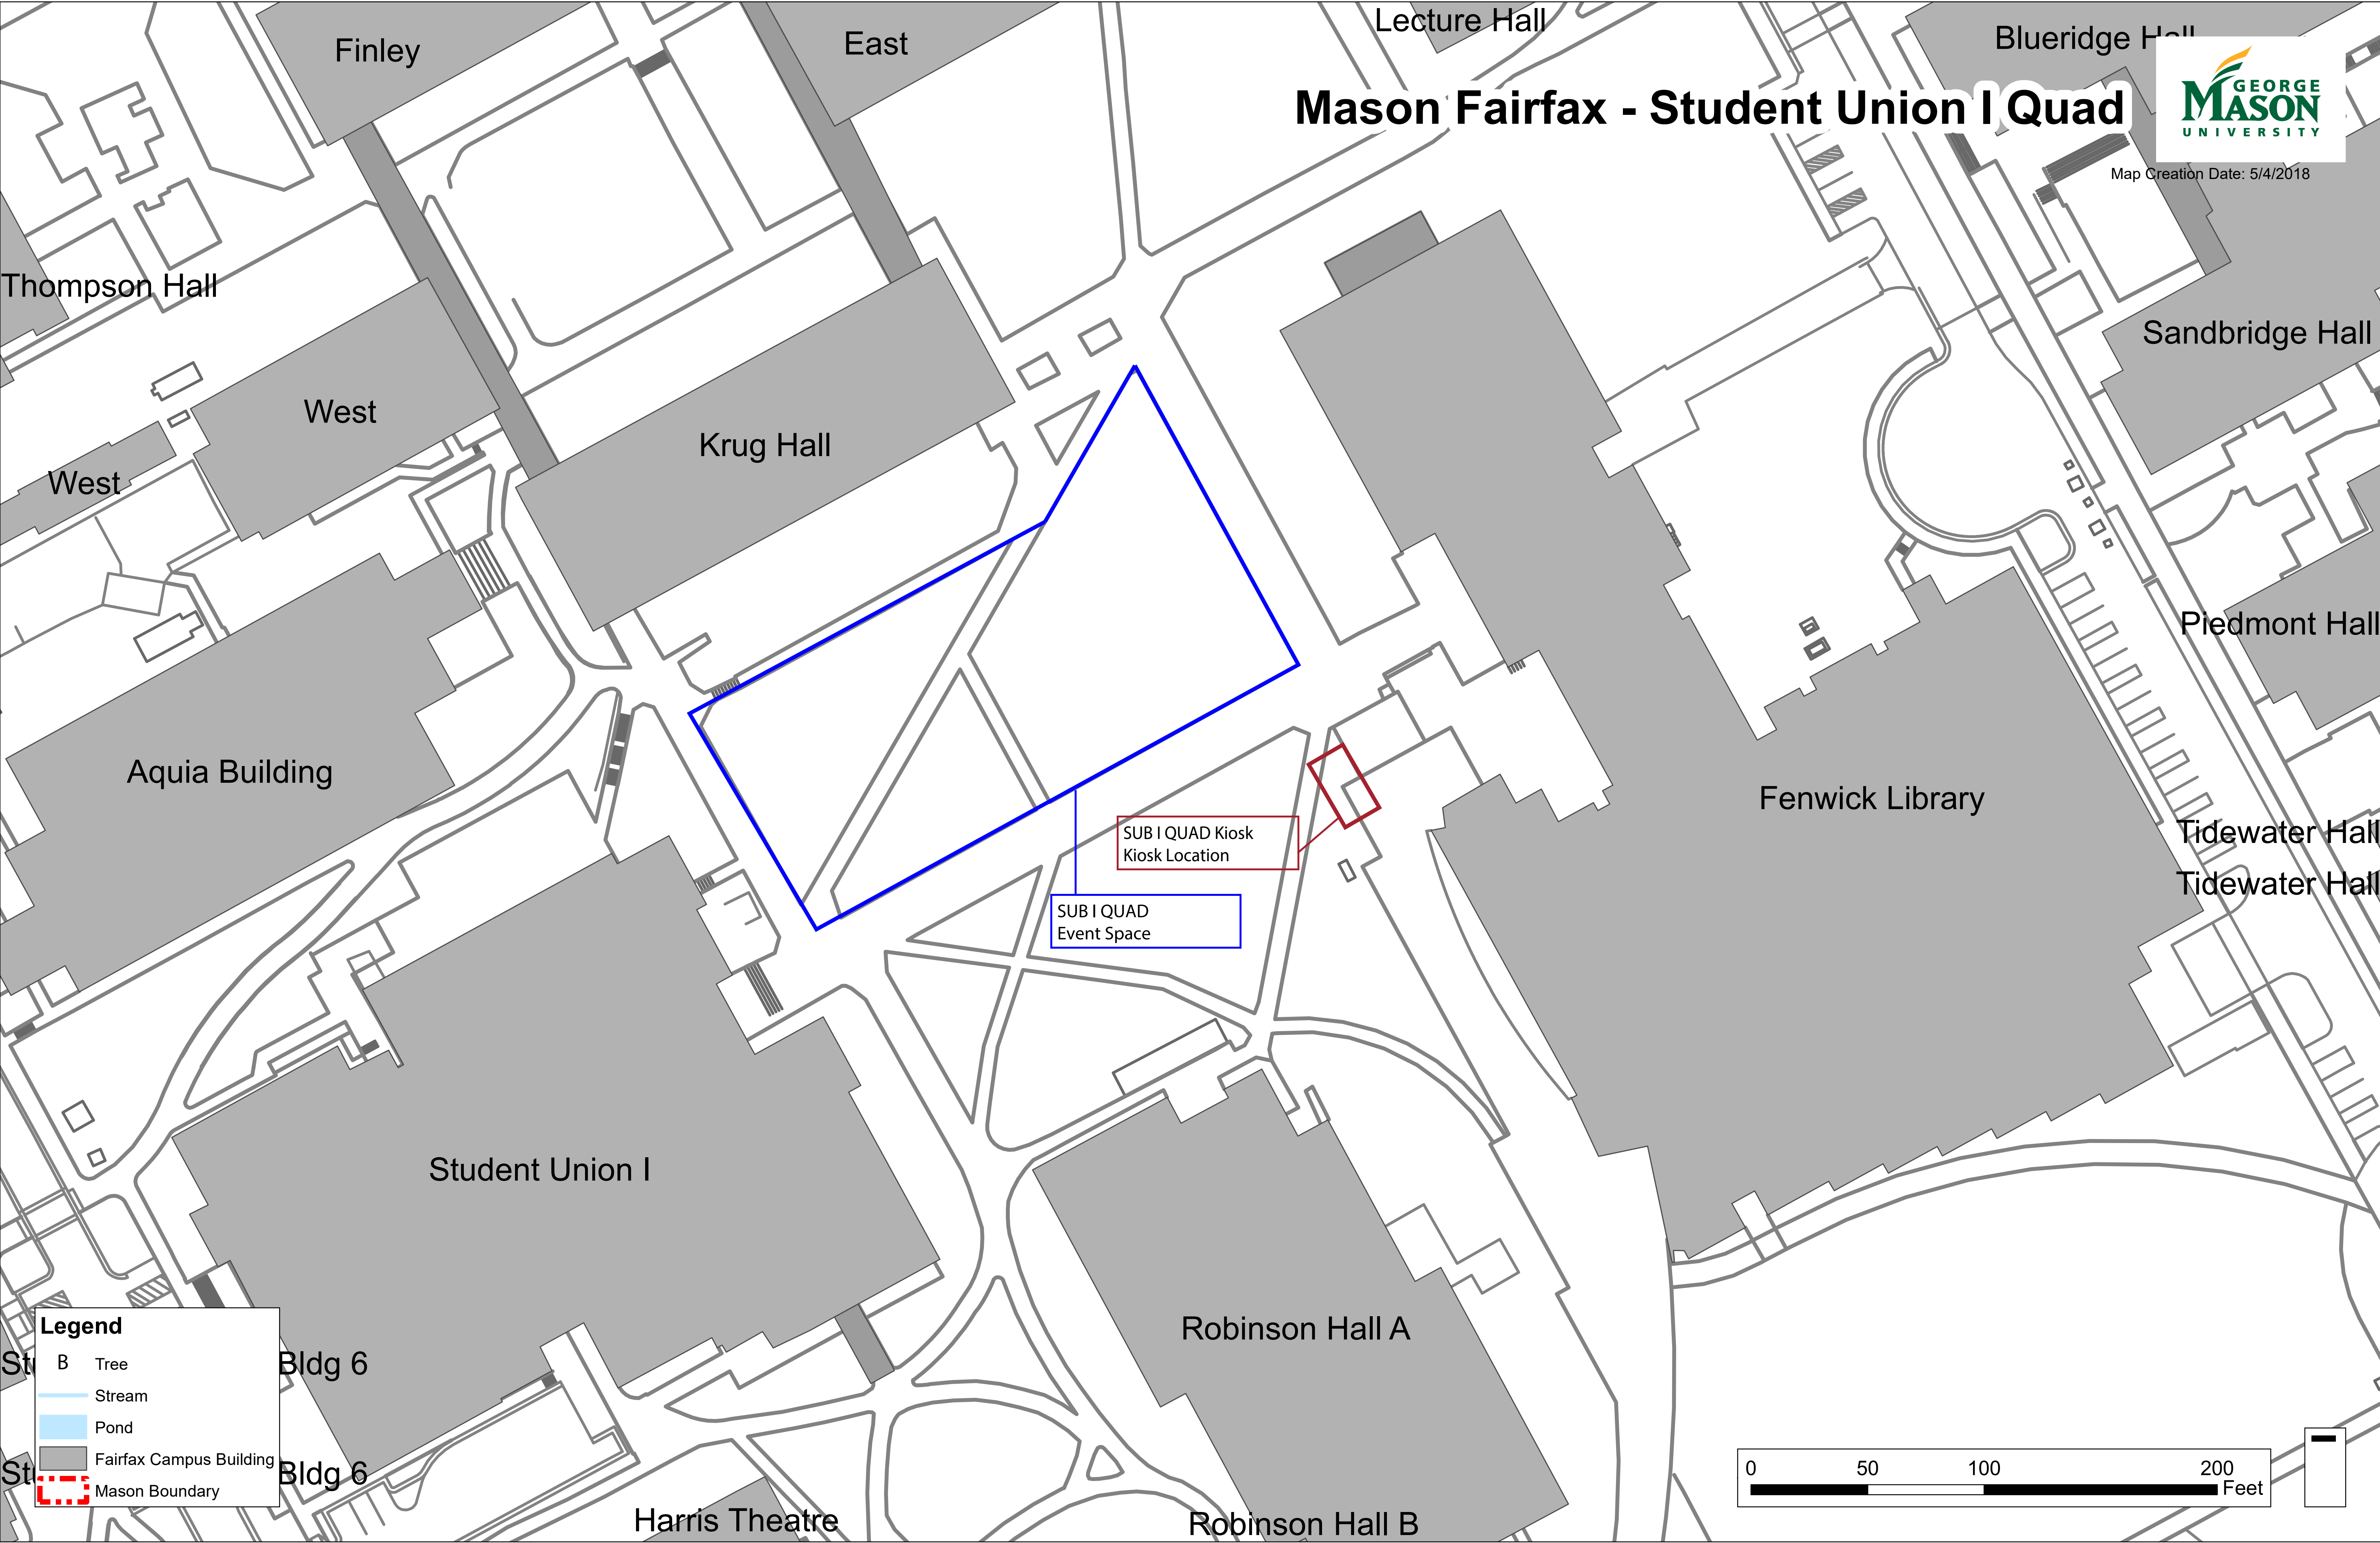 Finley
East
Lecture Hall
Blueridge Hall
GEORGE
MASON
UNIVERSITY
Mason Fairfax - Student Union I Quad
Map Creation Date: 5/4/2018
Thompson Hall
Sandbridge Hall
West
Krug Hall
West
Piedmont Hall
Aquia Building
Fenwick Library
SUB I QUAD Kiosk
Kiosk Location
Tidewater Hall
Tidewater Hall
SUB I QUAD
Event Space
Student Union I
Robinson Hall A
Legend
B Tree
Stream
Pond
Fairfax Campus Building
Mason Boundary
Bldg 6
Bldg 6
Harris Theatre
Robinson Hall B
0 50 100 200
Feet